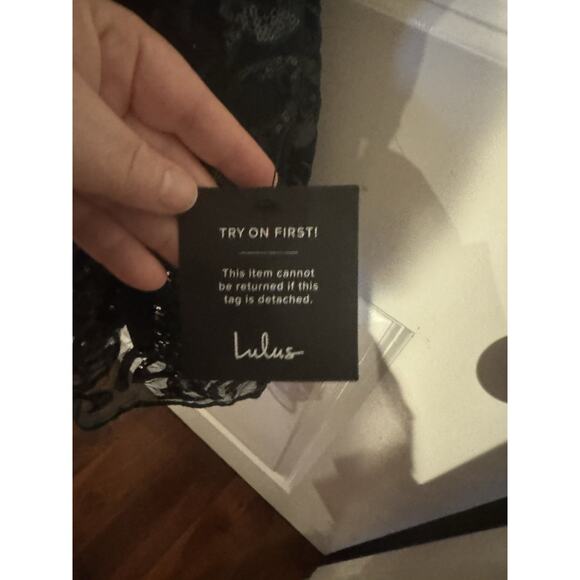 TRY ON FIRST!
This item cannot
be returned if this
tag is detached.
Lulus